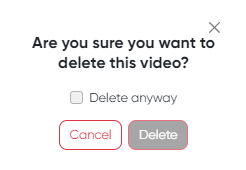 Are you sure you want to
delete this video?
Delete anyway
Cancel Delete